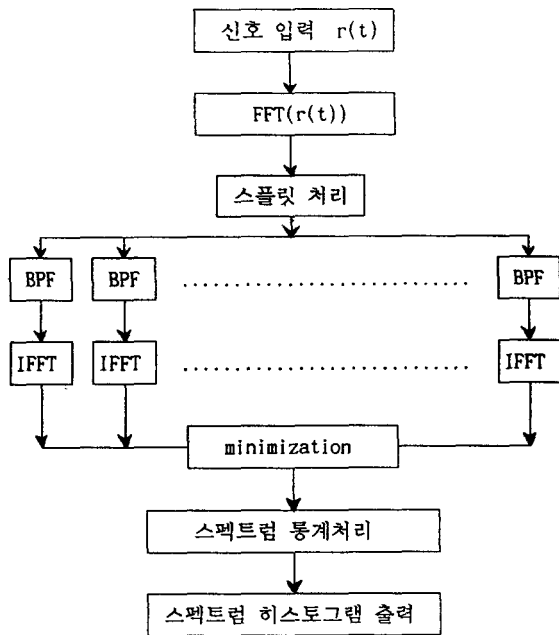 신호 입력 r(t)
FFT(r(t))
스플릿 처리
BPF BPF ............................ BPF
IFFT IFFT ............................ IFFT
minimization
스펙트럼 통계처리
스펙트럼 히스토그램 출력